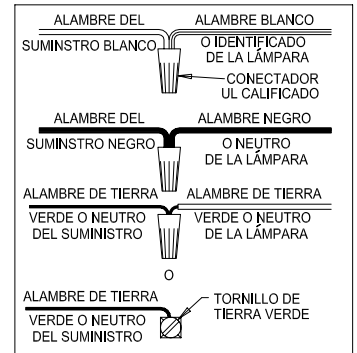 ALAMBRE DEL
ALAMBRE BLANCO
SUMINSTRO BLANCO
O IDENTIFICADO
DE LA LÁMPARA
CONECTADOR
UL CALIFICADO
ALAMBRE DEL
ALAMBRE NEGRO
SUMINSTRO NEGRO
O NEUTRO
DE LA LÁMPARA
ALAMBRE DE TIERRA
ALAMBRE DE TIERRA
VERDE O NEUTRO
DEL SUMINISTRO
VERDE O NEUTRO
DE LA LÁMPARA
O
ALAMBRE DE TIERRA
VERDE O NEUTRO
DEL SUMINISTRO
TORNILLO DE
TIERRA VERDE